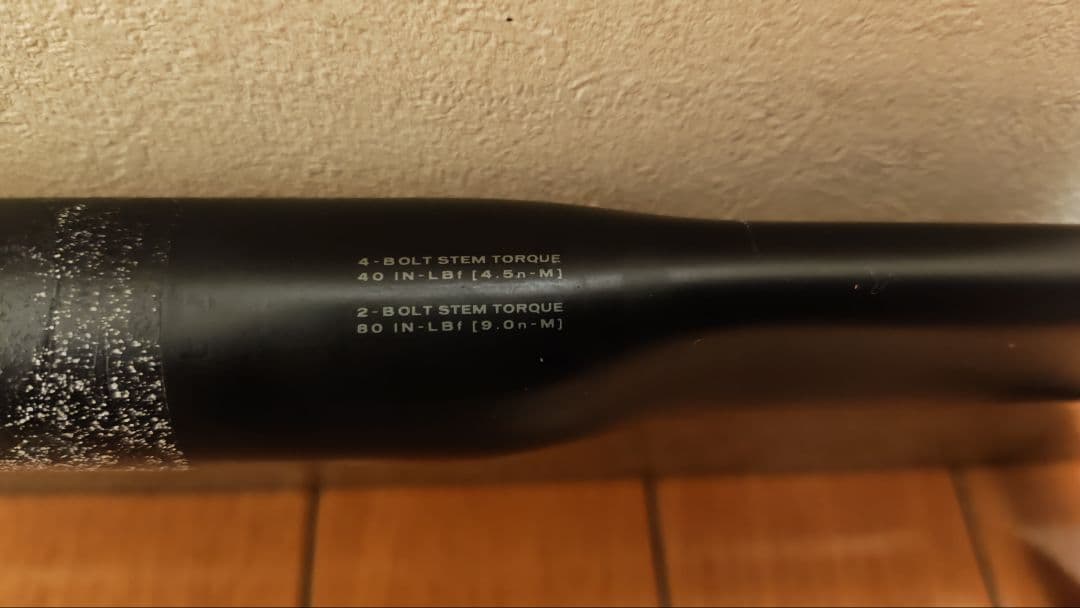 4-BOLT STEM TORQUE
40 IN-LBf [4.5n-M]
2-BOLT STEM TORQUE
80 IN-LBf [9.0n-M]